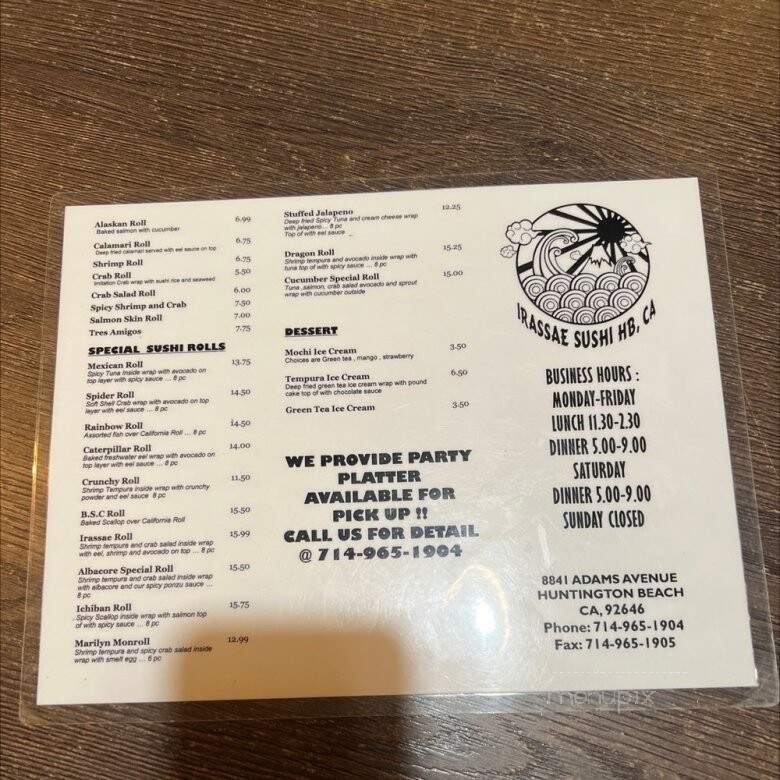 Alaskan Roll 6.99
Baked salmon with cucumber
Calamari Roll 6.75
Deep fried calamari served with eel sauce on top
Shrimp Roll 6.75
Crab Roll 5.50
Imitation Crab wrap with sushi rice and seaweed
Crab Salad Roll 6.00
Spicy Shrimp and Crab 7.50
Salmon Skin Roll 7.00
Tres Amigos 7.75
SPECIAL SUSHI ROLLS
Mexican Roll 13.75
Spicy Tuna Inside wrap with avocado on
top layer with spicy sauce ... 8 pc
Spider Roll 14.50
Soft Shell Crab wrap with avocado on top
layer with eel sauce ... 8 pc
Rainbow Roll 14.50
Assorted fish over California Roll ... 8 pc
Caterpillar Roll 14.00
Baked freshwater eel wrap with avocado on
top layer with eel sauce ... 8 pc
Crunchy Roll 11.50
Shrimp Tempura inside wrap with crunchy
powder and eel sauce 8 pc
B.S.C Roll 15.50
Baked Scallop over California Roll
Irassae Roll 15.99
Shrimp tempura and crab salad inside wrap
with eel, shrimp and avocado on top ... 8 pc
Albacore Special Roll 15.50
Shrimp tempura and crab salad inside wrap
with albacore and our spicy ponzu sauce ...
8 pc
Ichiban Roll 15.75
Spicy Scallop inside wrap with salmon top
of with spicy sauce ... 8 pc
Marilyn Monroll 12.99
Shrimp tempura and spicy crab salad inside
wrap with smelt egg ... 6 pc
Stuffed Jalapeno 12.25
Deep fried Spicy Tuna and cream cheese wrap
with jalapeno... 8 pc
Top of with eel sauce
Dragon Roll 15.25
Shrimp tempura and avocado inside wrap with
tuna top of with spicy sauce ... 8 pc
Cucumber Special Roll 15.00
Tuna ,salmon, crab salad avocado and sprout
wrap with cucumber outside
DESSERT
Mochi Ice Cream 3.50
Choices are Green tea , mango , strawberry
Tempura Ice Cream 6.50
Deep fried green tea ice cream wrap with pound
cake top of with chocolate sauce
Green Tea Ice Cream 3.50
WE PROVIDE PARTY
PLATTER
AVAILABLE FOR
PICK UP !!
CALL US FOR DETAIL
@ 714-965-1904
IRASSAE SUSHI HB, CA
BUSINESS HOURS :
MONDAY-FRIDAY
LUNCH 11.30-2.30
DINNER 5.00-9.00
SATURDAY
DINNER 5.00-9.00
SUNDAY CLOSED
8841 ADAMS AVENUE
HUNTINGTON BEACH
CA, 92646
Phone: 714-965-1904
Fax: 714-965-1905
menupix